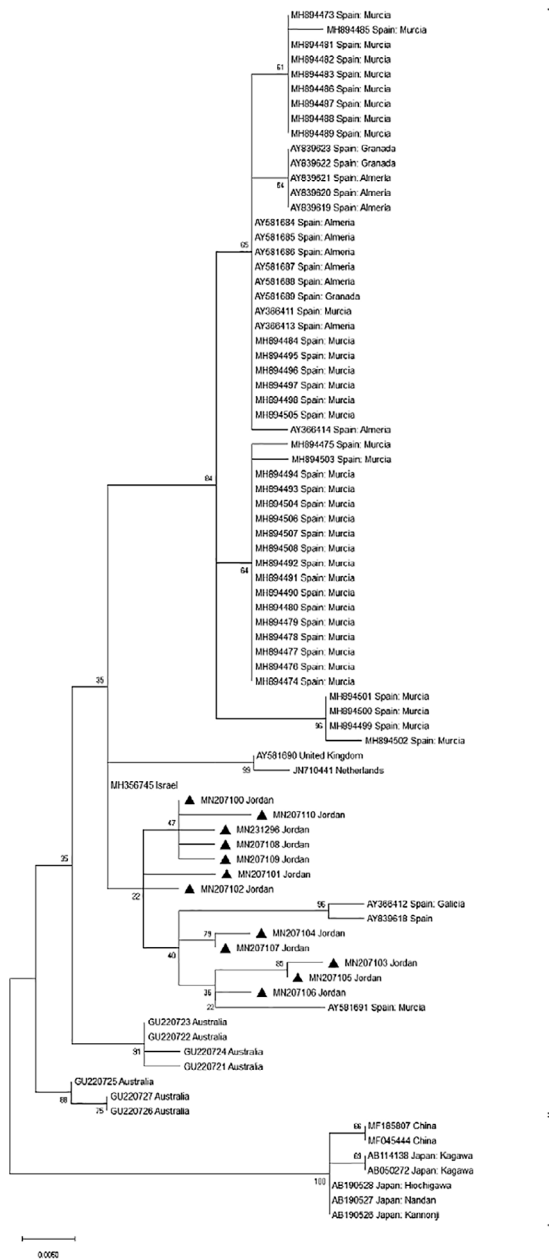 MH894473 Spain: Murcia
MH894485 Spain: Murcia
MH894481 Spain: Murcia
MH894482 Spain: Murcia
61
MH894483 Spain: Murcia
MH894486 Spain: Murcia
MH894487 Spain: Murcia
MH894488 Spain: Murcia
MH894489 Spain: Murcia
AY839623 Spain: Granada
AY839622 Spain: Granada
AY839621 Spain: Almeria
64
AY839620 Spain: Almeria
AY839619 Spain: Almeria
AY581684 Spain: Almeria
AY581685 Spain: Almeria
65
AY581686 Spain: Almeria
AY581687 Spain: Almeria
AY581688 Spain: Almeria
AY581689 Spain: Granada
AY366411 Spain: Murcia
AY366413 Spain: Almeria
MH894484 Spain: Murcia
MH894495 Spain: Murcia
MH894496 Spain: Murcia
MH894497 Spain: Murcia
MH894498 Spain: Murcia
MH894505 Spain: Murcia
AY366414 Spain: Almeria
MH894475 Spain: Murcia
MH894503 Spain: Murcia
MH894494 Spain: Murcia
84
MH894493 Spain: Murcia
MH894504 Spain: Murcia
MH894506 Spain: Murcia
MH894507 Spain: Murcia
MH894508 Spain: Murcia
MH894492 Spain: Murcia
64
MH894491 Spain: Murcia
MH894490 Spain: Murcia
MH894480 Spain: Murcia
MH894479 Spain: Murcia
MH894478 Spain: Murcia
MH894477 Spain: Murcia
MH894476 Spain: Murcia
35
MH894474 Spain: Murcia
MH894501 Spain: Murcia
MH894500 Spain: Murcia
96
MH894499 Spain: Murcia
MH894502 Spain: Murcia
AY581690 United Kingdom
99
JN710441 Netherlands
MH356745 Israel
MN207100 Jordan
MN207110 Jordan
47
MN231296 Jordan
MN207108 Jordan
35
MN207109 Jordan
MN207101 Jordan
22
MN207102 Jordan
96
AY366412 Spain: Galicia
AY839618 Spain
79
MN207104 Jordan
40
MN207107 Jordan
85
MN207103 Jordan
MN207105 Jordan
36
MN207106 Jordan
22
AY581691 Spain: Murcia
GU220723 Australia
GU220722 Australia
91
GU220724 Australia
GU220721 Australia
GU220725 Australia
88
GU220727 Australia
75
GU220726 Australia
66
MF185807 China
MF045444 China
63
AB114138 Japan: Kagawa
AB050272 Japan: Kagawa
100
AB190528 Japan: Hiochigawa
AB190527 Japan: Nandan
AB190526 Japan: Kannonji
0.0050